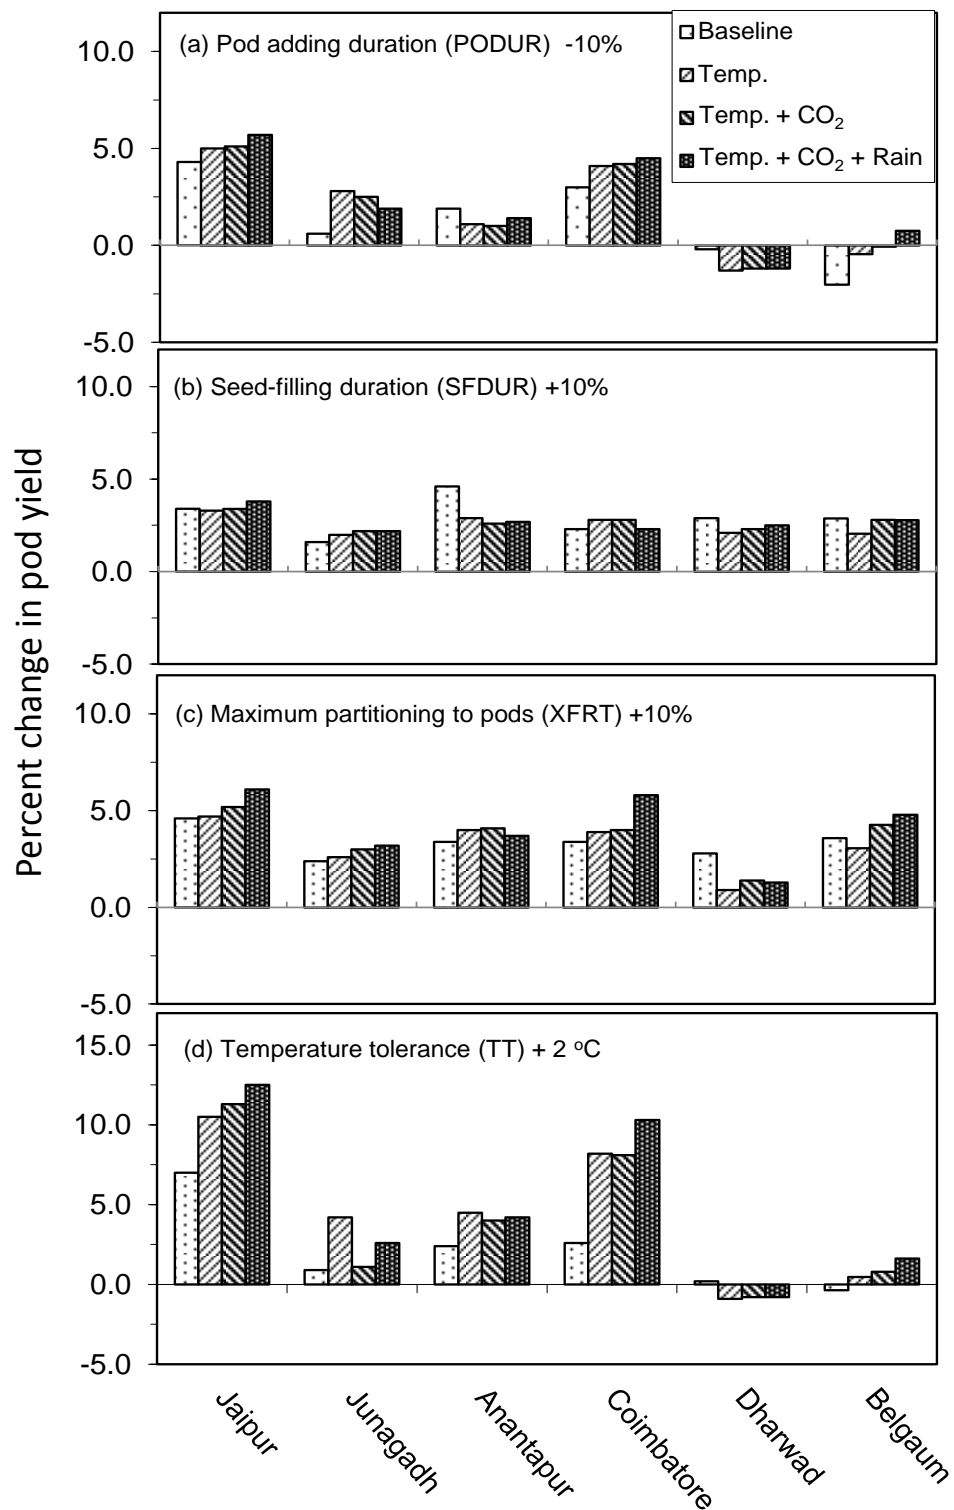 Percent change in pod yield
(a) Pod adding duration (PODUR)  -10%
Baseline
Temp.
Temp. + CO₂
Temp. + CO₂ + Rain
10.0
5.0
0.0
-5.0
(b) Seed-filling duration (SFDUR) +10%
10.0
5.0
0.0
-5.0
(c) Maximum partitioning to pods (XFRT) +10%
10.0
5.0
0.0
-5.0
(d) Temperature tolerance (TT) + 2 ºC
15.0
10.0
5.0
0.0
-5.0
Jaipur
Junagadh
Anantapur
Coimbatore
Dharwad
Belgaum